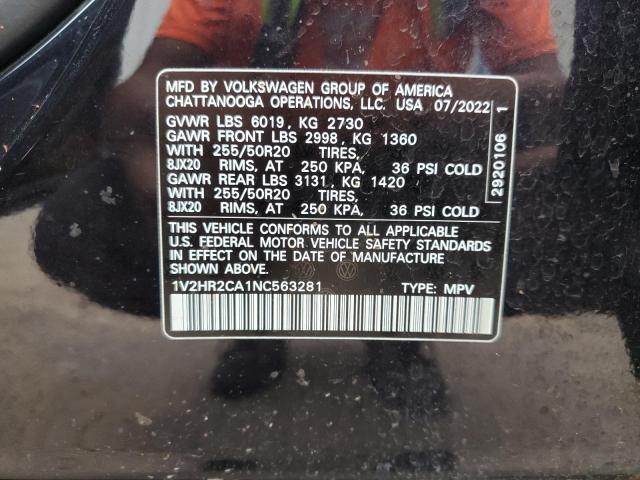 MFD BY VOLKSWAGEN GROUP OF AMERICA
CHATTANOOGA OPERATIONS, LLC. USA 07/2022
GVWR LBS 6019, KG 2730
GAWR FRONT LBS 2998, KG 1360
WITH 255/50R20 TIRES,
8JX20 RIMS, AT 250 KPA, 36 PSI COLD
GAWR REAR LBS 3131, KG 1420
WITH 255/50R20 TIRES,
8JX20 RIMS, AT 250 KPA, 36 PSI COLD
THIS VEHICLE CONFORMS TO ALL APPLICABLE
U.S. FEDERAL MOTOR VEHICLE SAFETY STANDARDS
IN EFFECT ON THE DATE OF MANUFACTURE
SHOWN ABOVE.
1V2HR2CA1NC563281 TYPE: MPV
2920106 1